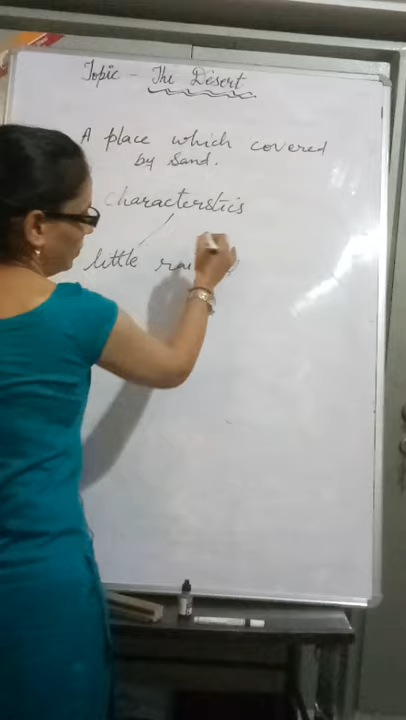 Topic - The Desert
A place which covered
by Sand.
characterstics
little